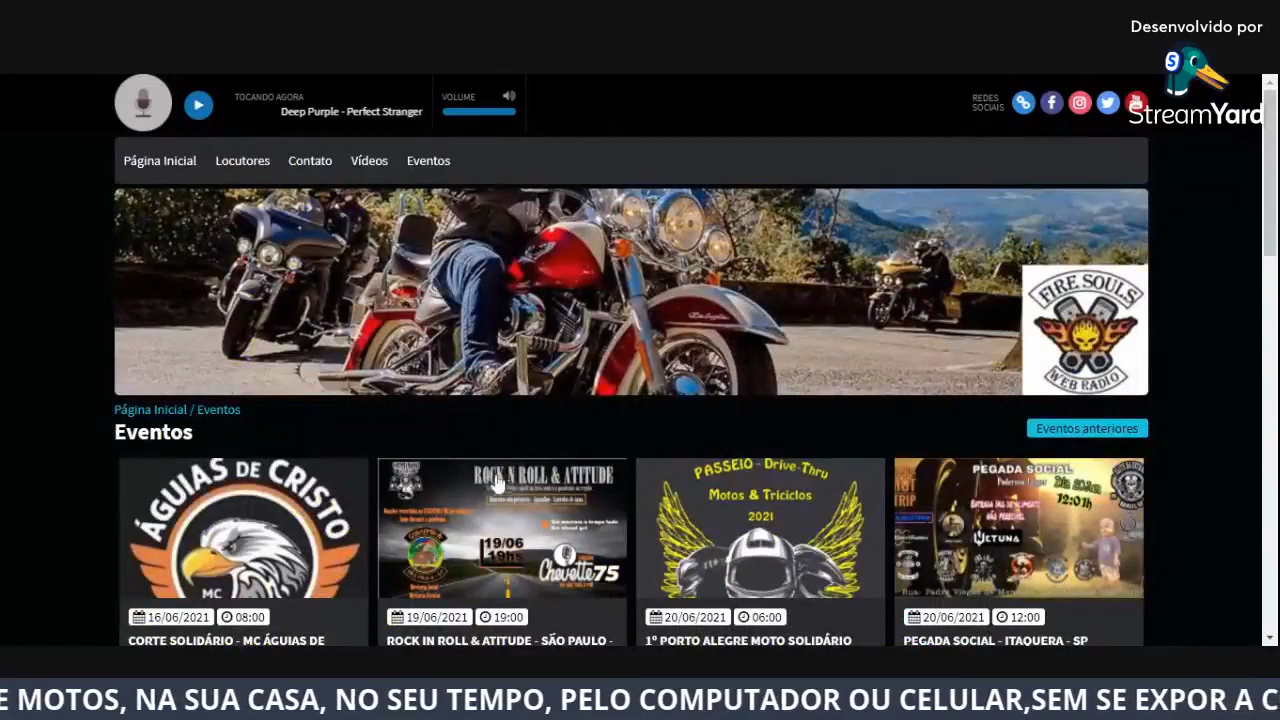 Desenvolvido por
StreamYard
TOCANDO AGORA
Deep Purple - Perfect Stranger
VOLUME
REDES
SOCIAIS
Página Inicial Locutores Contato Vídeos Eventos
FIRE SOULS
WEB RADIO
Página Inicial / Eventos
Eventos
Eventos anteriores
ÁGUIAS DE CRISTO
MC
ROCK N ROLL & ATITUDE
19/06
19hs
Chevette 75
PASSEIO - Drive-Thru
Motos & Triciclos
2021
PEGADA SOCIAL
12:01h
16/06/2021 08:00
19/06/2021 19:00
20/06/2021 06:00
20/06/2021 12:00
CORTE SOLIDÁRIO - MC ÁGUIAS DE
ROCK IN ROLL & ATITUDE - SÃO PAULO -
1º PORTO ALEGRE MOTO SOLIDÁRIO
PEGADA SOCIAL - ITAQUERA - SP
E MOTOS, NA SUA CASA, NO SEU TEMPO, PELO COMPUTADOR OU CELULAR,SEM SE EXPOR A C